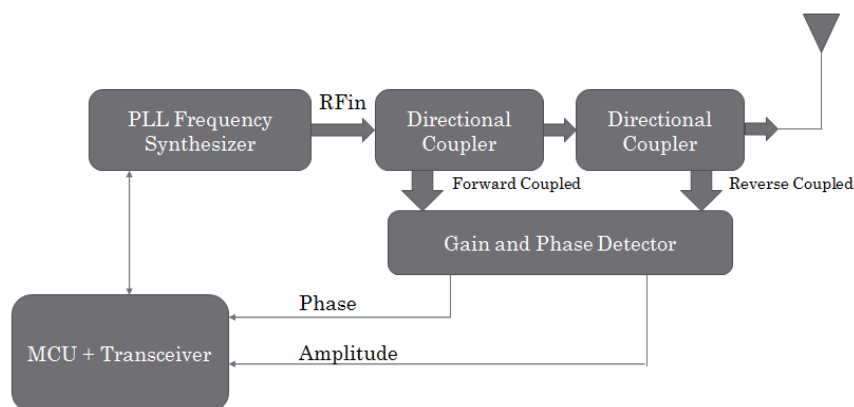 RFin
PLL Frequency
Synthesizer
Directional
Coupler
Directional
Coupler
Forward Coupled
Reverse Coupled
Gain and Phase Detector
Phase
MCU + Transceiver
Amplitude